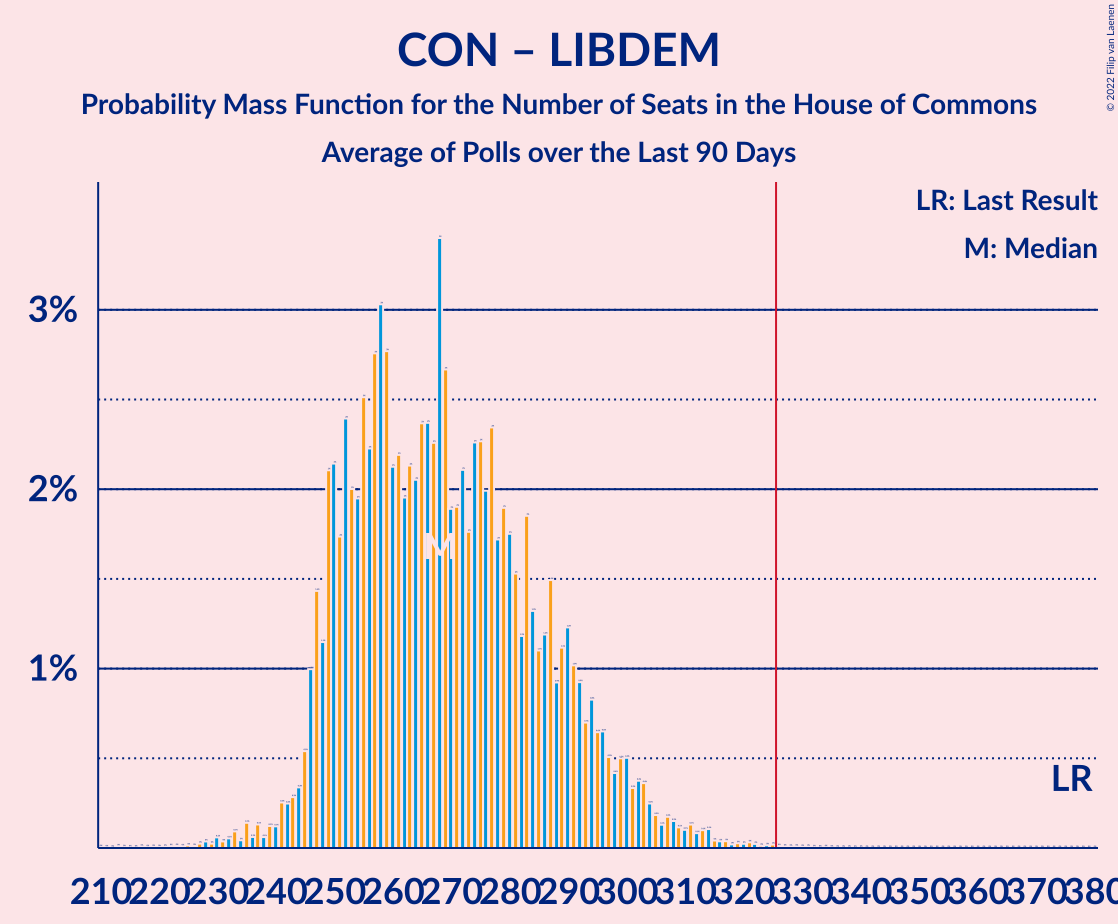 CON – LIBDEM
Probability Mass Function for the Number of Seats in the House of Commons
Average of Polls over the Last 90 Days
© 2022 Filip van Laenen
LR: Last Result
M: Median
3%
2%
1%
M
LR
210 220 230 240 250 260 270 280 290 300 310 320 330 340 350 360 370 380